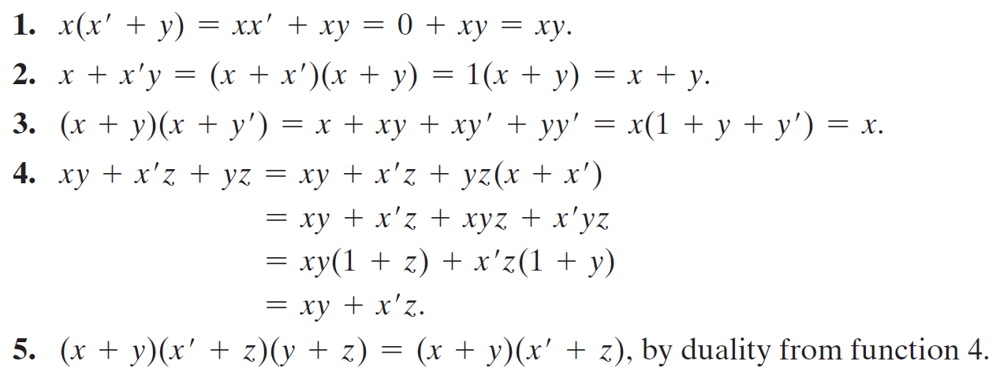 1. x(x′ + y) = xx′ + xy = 0 + xy = xy.
2. x + x′y = (x + x′)(x + y) = 1(x + y) = x + y.
3. (x + y)(x + y′) = x + xy + xy′ + yy′ = x(1 + y + y′) = x.
4. xy + x′z + yz = xy + x′z + yz(x + x′)
= xy + x′z + xyz + x′yz
= xy(1 + z) + x′z(1 + y)
= xy + x′z.
5. (x + y)(x′ + z)(y + z) = (x + y)(x′ + z), by duality from function 4.